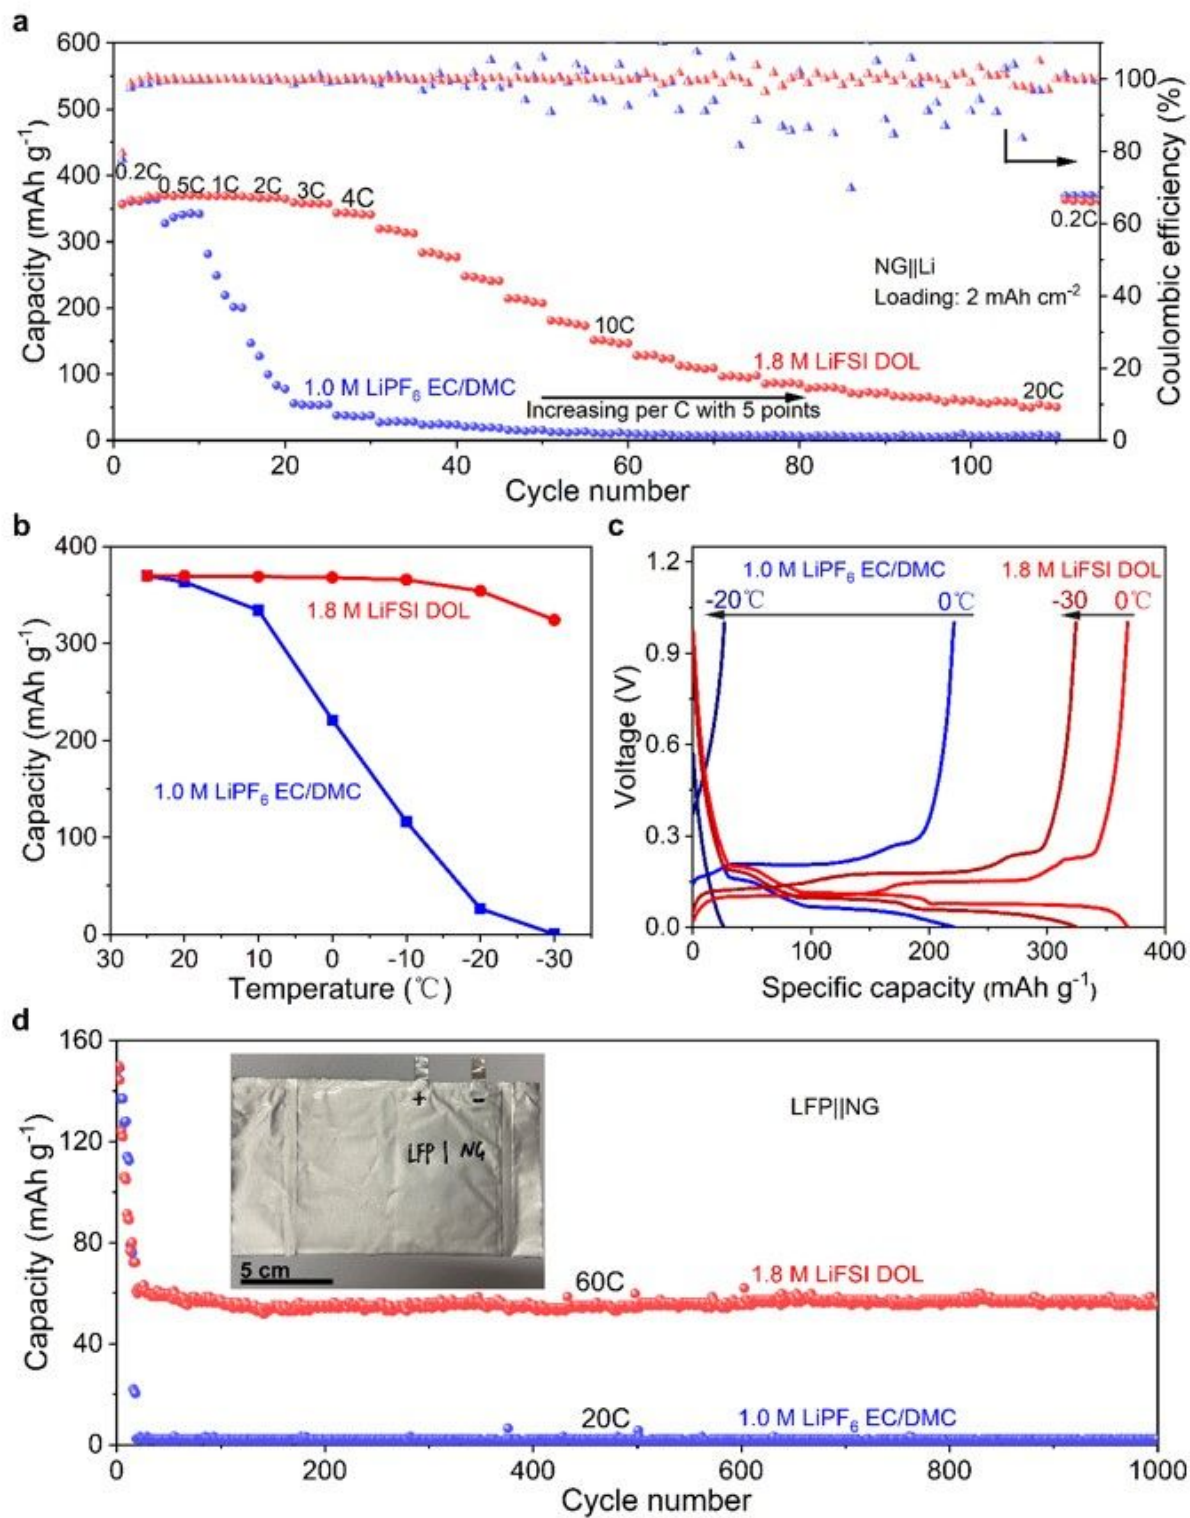 a
600
500
400
300
200
100
0
Capacity (mAh g⁻¹)
0.2C
0.5C
1C
2C
3C
4C
10C
20C
0.2C
NG||Li
Loading: 2 mAh cm⁻²
1.8 M LiFSI DOL
1.0 M LiPF₆ EC/DMC
Increasing per C with 5 points
100
80
60
40
20
0
Coulombic efficiency (%)
0
20
40
60
80
100
Cycle number
b
400
300
200
100
0
Capacity (mAh g⁻¹)
1.8 M LiFSI DOL
1.0 M LiPF₆ EC/DMC
30
20
10
0
-10
-20
-30
Temperature (℃)
c
1.2
0.9
0.6
0.3
0.0
Voltage (V)
1.0 M LiPF₆ EC/DMC
1.8 M LiFSI DOL
-20℃
0℃
-30
0℃
0
100
200
300
400
Specific capacity (mAh g⁻¹)
d
160
120
80
40
0
Capacity (mAh g⁻¹)
+
-
LFP | NG
5 cm
LFP||NG
60C
1.8 M LiFSI DOL
20C
1.0 M LiPF₆ EC/DMC
0
200
400
600
800
1000
Cycle number